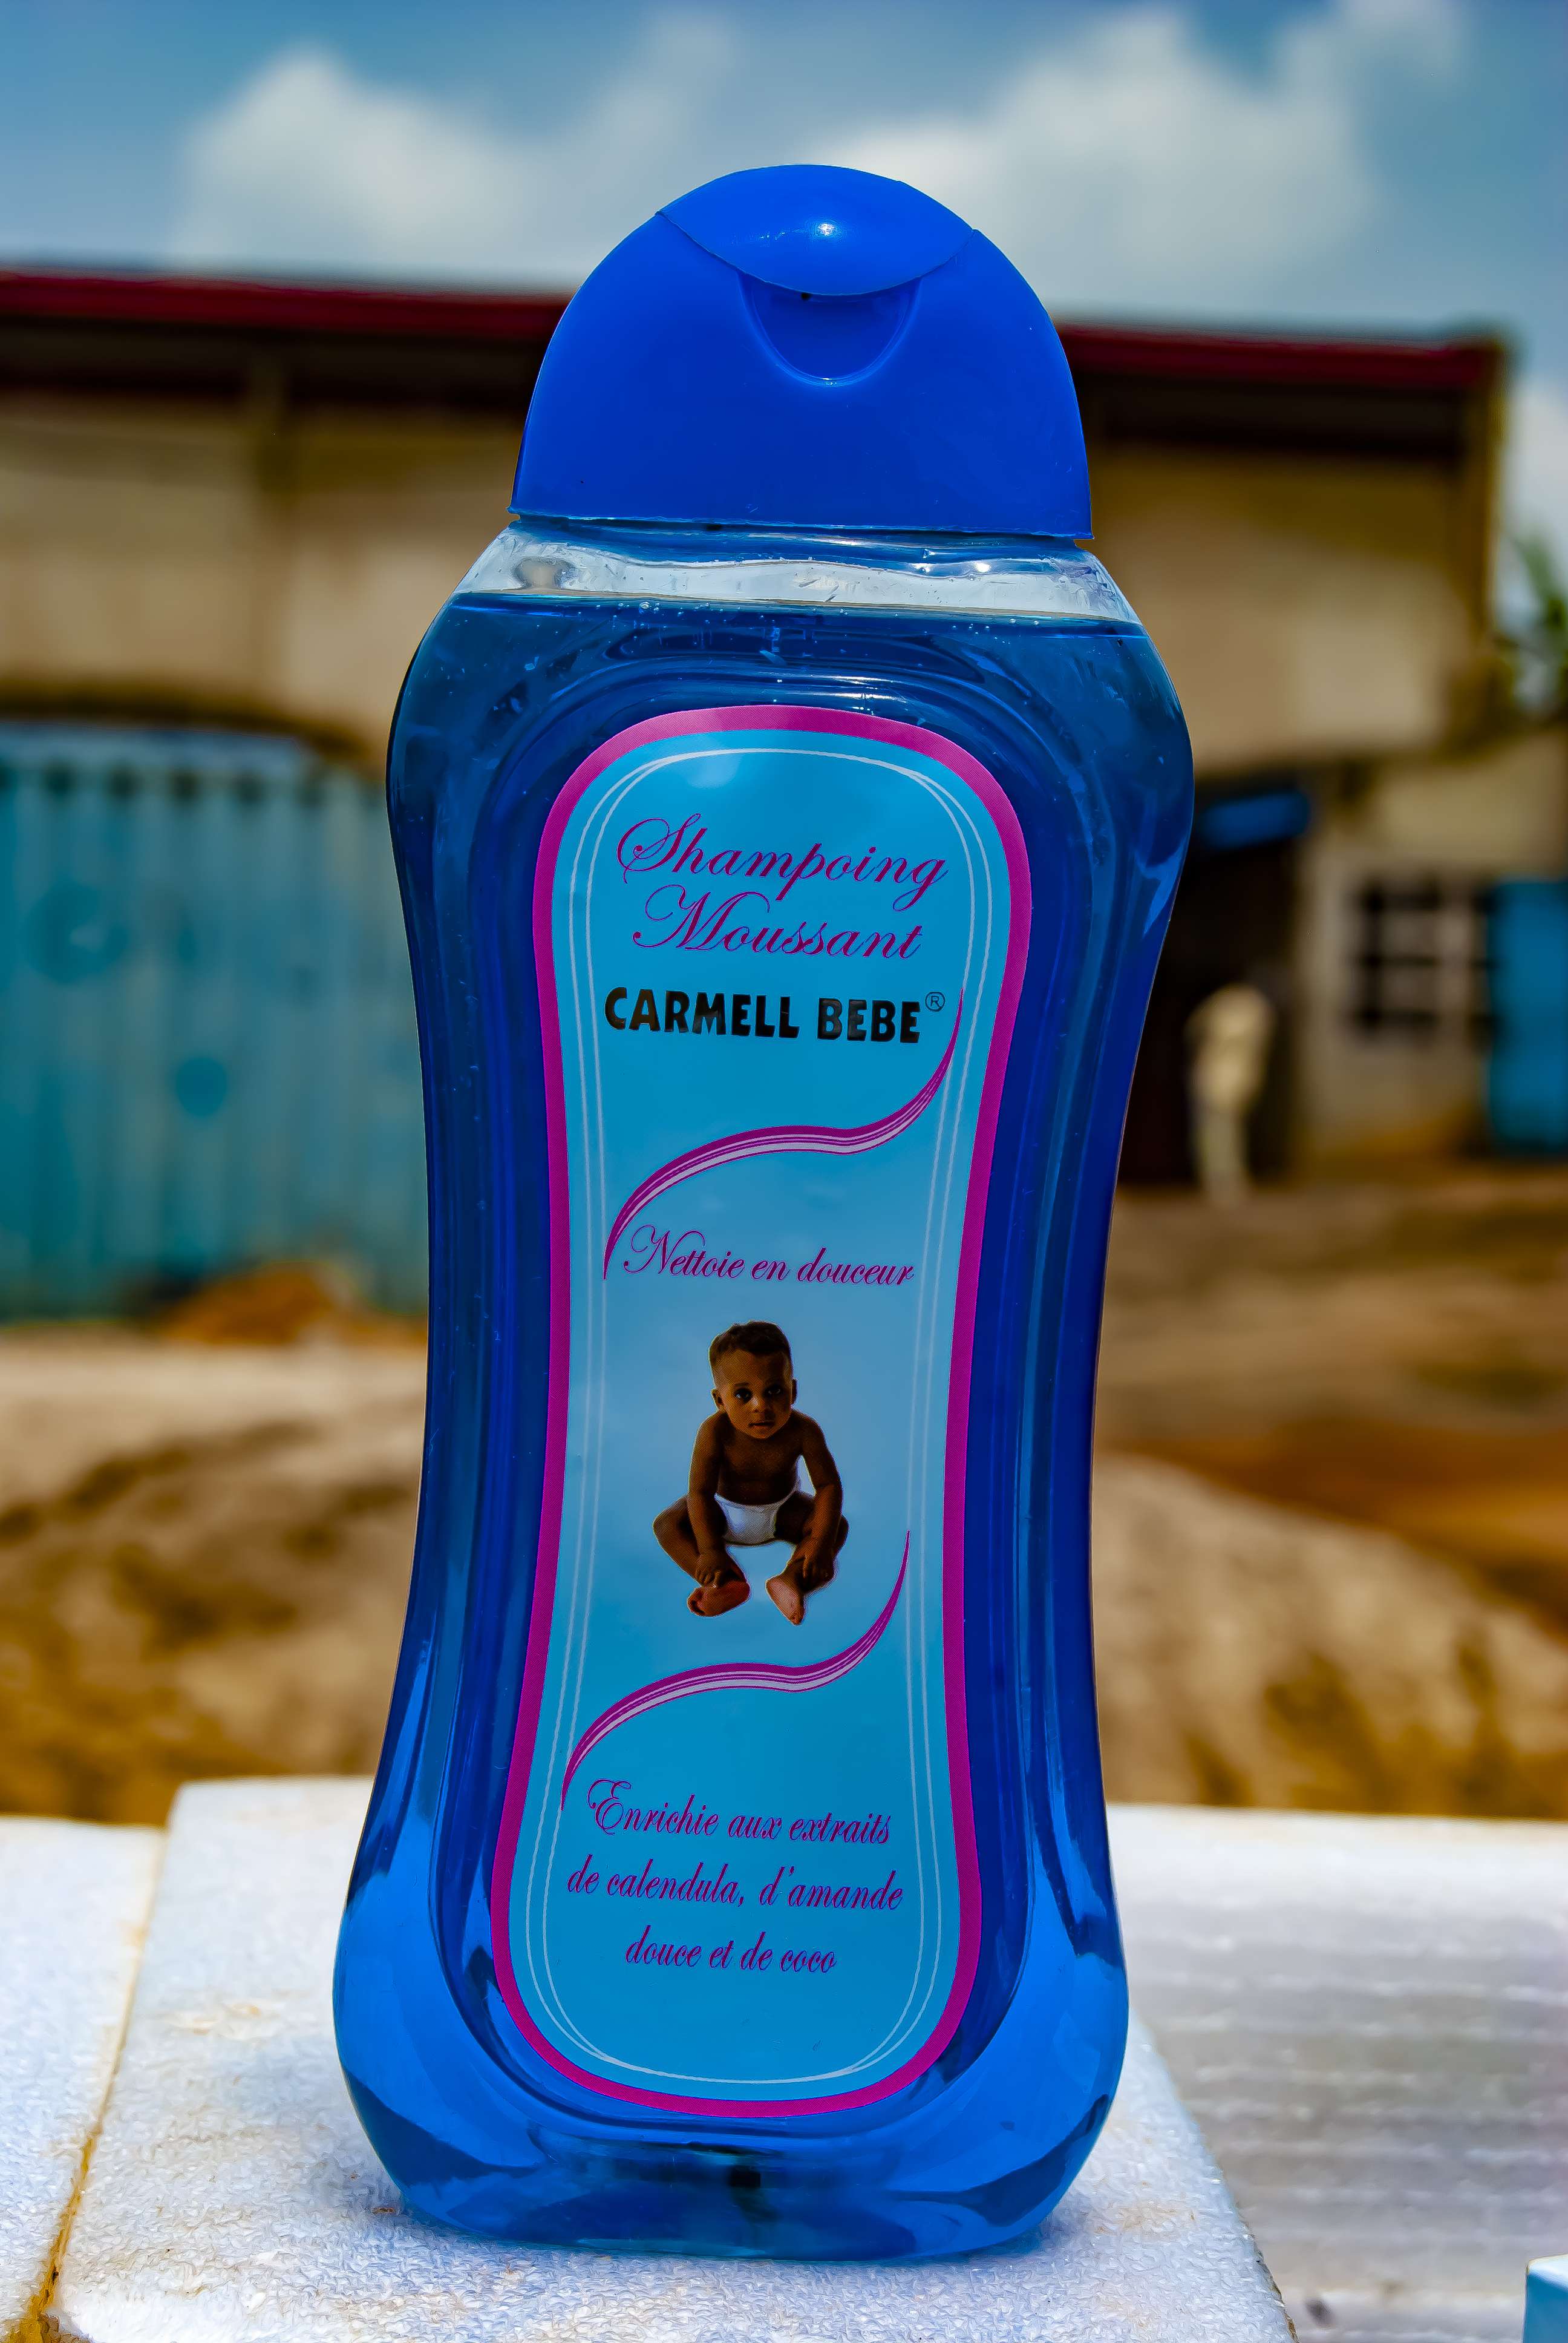 Shampoing
Moussant
CARMELL BEBE®
Nettoie en douceur
Enrichie aux extraits
de calendula, d'amande
douce et de coco